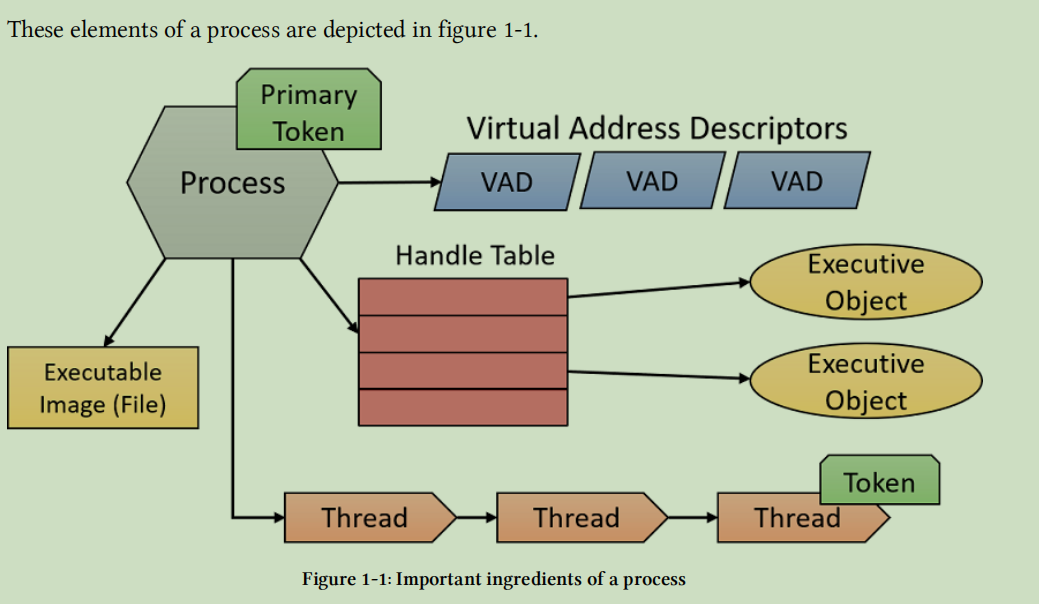 These elements of a process are depicted in figure 1-1.
Primary
Token
Process
Virtual Address Descriptors
VAD
VAD
VAD
Handle Table
Executive
Object
Executive
Object
Executable
Image (File)
Token
Thread
Thread
Thread
Figure 1-1: Important ingredients of a process